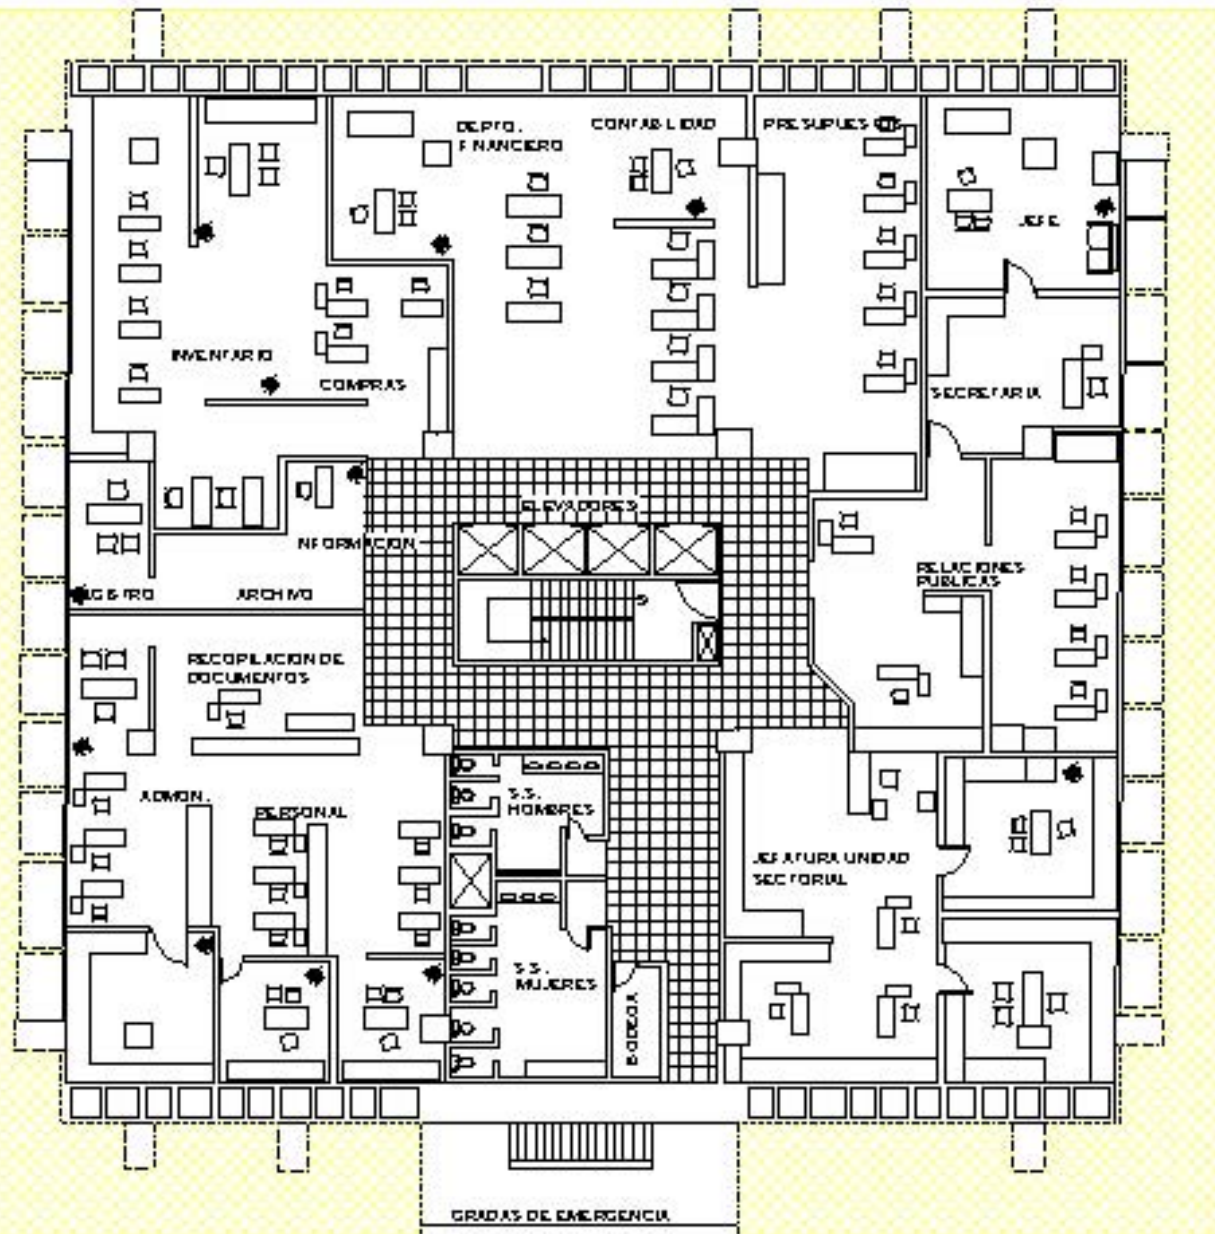 DEPTO.
FINANCIERO
CONTABILIDAD
PRESUPUESTOS
JEFE
INVENTARIO
COMPRAS
SECRETARIA
ELEVADORES
INFORMACION
RELACIONES
PUBLICAS
ARCHIVO
RECOPILACION DE
DOCUMENTOS
ADMON.
PERSONAL
S.S.
HOMBRES
JEFATURA UNIDAD
SECTORIAL
S.S.
MUJERES
BODEGA
GRADAS DE EMERGENCIA